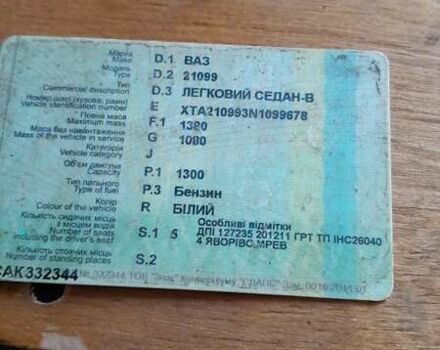 Марка
Make D.1 ВАЗ
Модель
Type D.2 21099
Тип
Commercial description D.3 ЛЕГКОВИЙ СЕДАН-В
Номер шасі (кузова, рами)
Vehicle identification number E XTA210993N1099678
Повна маса
Maximum mass F.1 1320
Маса без навантаження
Mass of the vehicle in service G 1080
Категорія
Vehicle category J
Об'єм двигуна
Capacity P.1 1300
Тип пального
Type of fuel P.3 Бензин
Колір
Colour of the vehicle R БІЛИЙ
Кількість сидячих місць
з місцем водія
Number of seats
including the driver's seat S.1 5
Особливі відмітки
ДПІ 127235 201211 ГРТ ТП ІНС26040
4 ЯВОРІВС МРЕВ
Кількість стоячих місць
Number of standing places S.2
САК332344
№ 332344